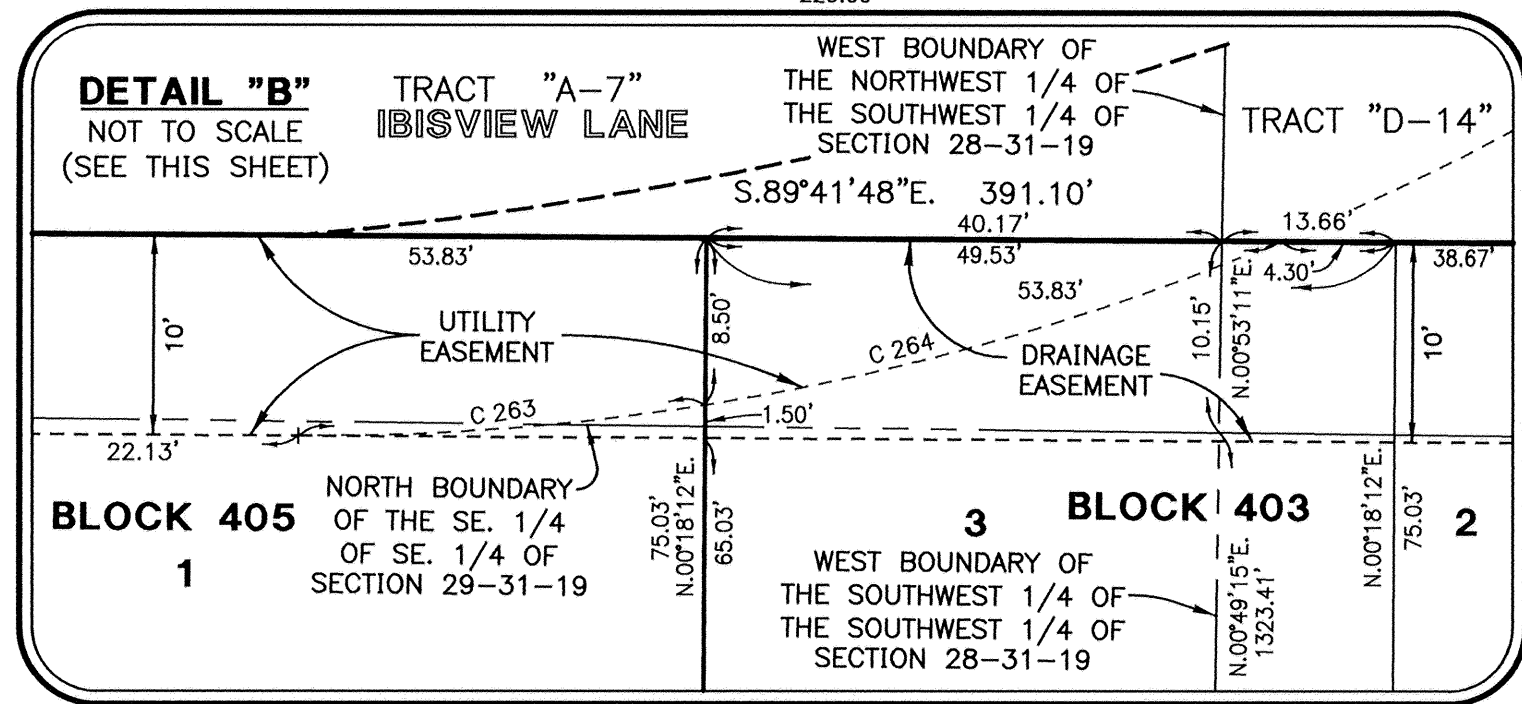 DETAIL "B"
NOT TO SCALE
(SEE THIS SHEET)
TRACT "A-7"
IBISVIEW LANE
WEST BOUNDARY OF
THE NORTHWEST 1/4 OF
THE SOUTHWEST 1/4 OF
SECTION 28-31-19
TRACT "D-14"
S.89°41'48"E. 391.10'
40.17'
13.66'
53.83'
49.53'
4.30'
38.67'
53.83'
10'
UTILITY
EASEMENT
8.50'
C 264
DRAINAGE
EASEMENT
10.15'
N.00°53'11"E.
10'
C 263
1.50'
22.13'
BLOCK 405
1
NORTH BOUNDARY
OF THE SE. 1/4
OF SE. 1/4 OF
SECTION 29-31-19
75.03'
N.00°18'12"E.
65.03'
3
BLOCK 403
2
WEST BOUNDARY OF
THE SOUTHWEST 1/4 OF
THE SOUTHWEST 1/4 OF
SECTION 28-31-19
N.00°49'15"E.
1323.41'
N.00°18'12"E.
75.03'